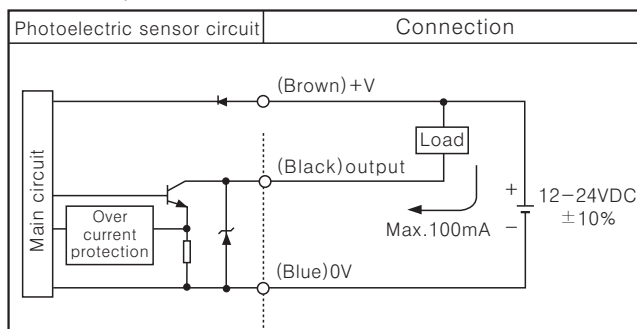 Photoelectric sensor circuit
Connection
(Brown)+V
Load
(Black)output
Main circuit
Over
current
protection
Max.100mA
+
−
12−24VDC
±10%
(Blue)0V